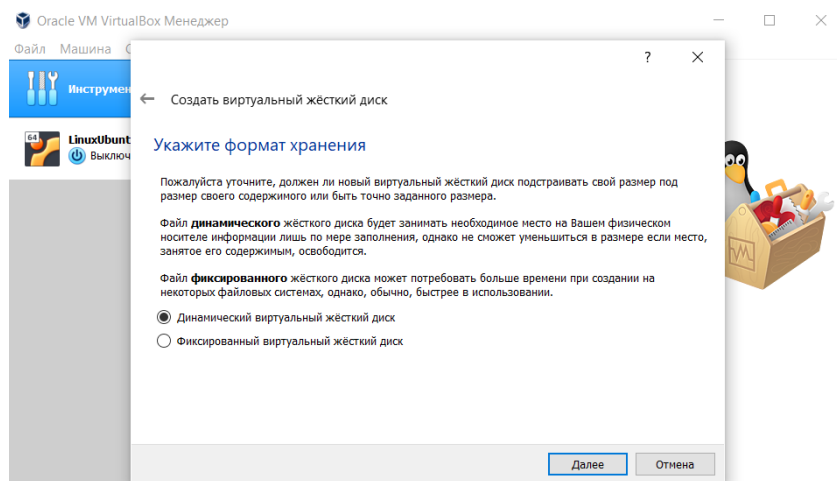 Oracle VM VirtualBox Менеджер
Файл Машина
?
Инструмен
Создать виртуальный жёсткий диск
64
LinuxUbunt
Выключ
Укажите формат хранения
Пожалуйста уточните, должен ли новый виртуальный жёсткий диск подстраивать свой размер под
размер своего содержимого или быть точно заданного размера.
Файл динамического жёсткого диска будет занимать необходимое место на Вашем физическом
носителе информации лишь по мере заполнения, однако не сможет уменьшиться в размере если место,
занятое его содержимым, освободится.
Файл фиксированного жёсткого диска может потребовать больше времени при создании на
некоторых файловых системах, однако, обычно, быстрее в использовании.
Динамический виртуальный жёсткий диск
Фиксированный виртуальный жёсткий диск
Далее Отмена